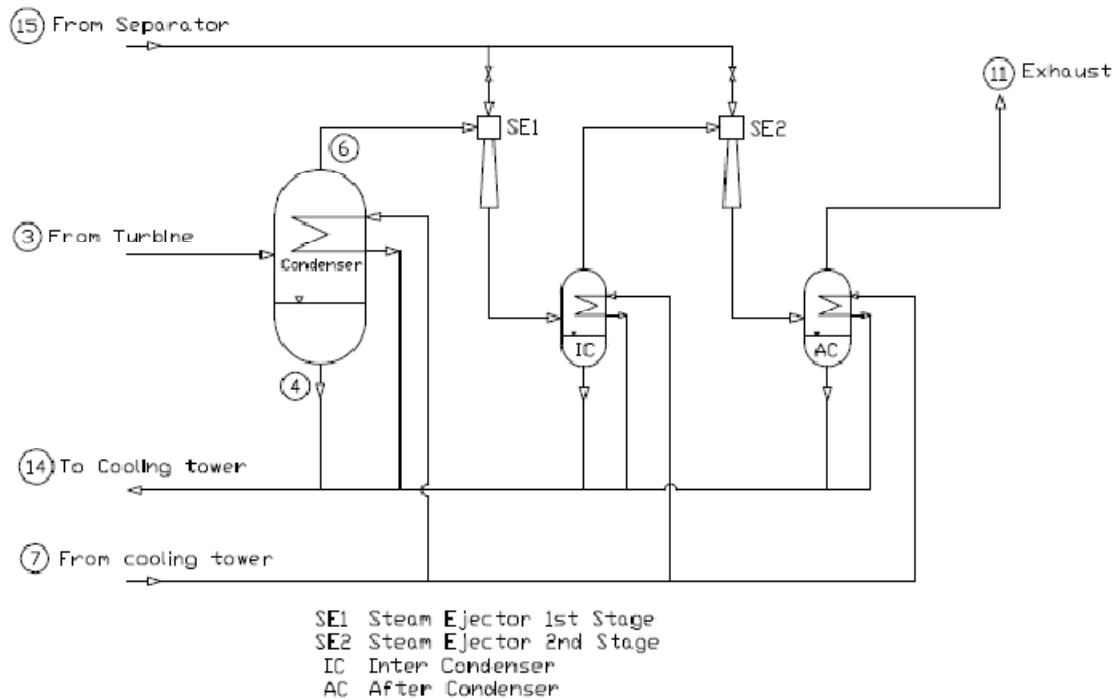 15 From Separator
11 Exhaust
SE1
SE2
6
3 From Turbine
Condenser
IC
AC
4
14 To Cooling tower
7 From cooling tower
SE1 Steam Ejector 1st Stage
SE2 Steam Ejector 2nd Stage
IC Inter Condenser
AC After Condenser